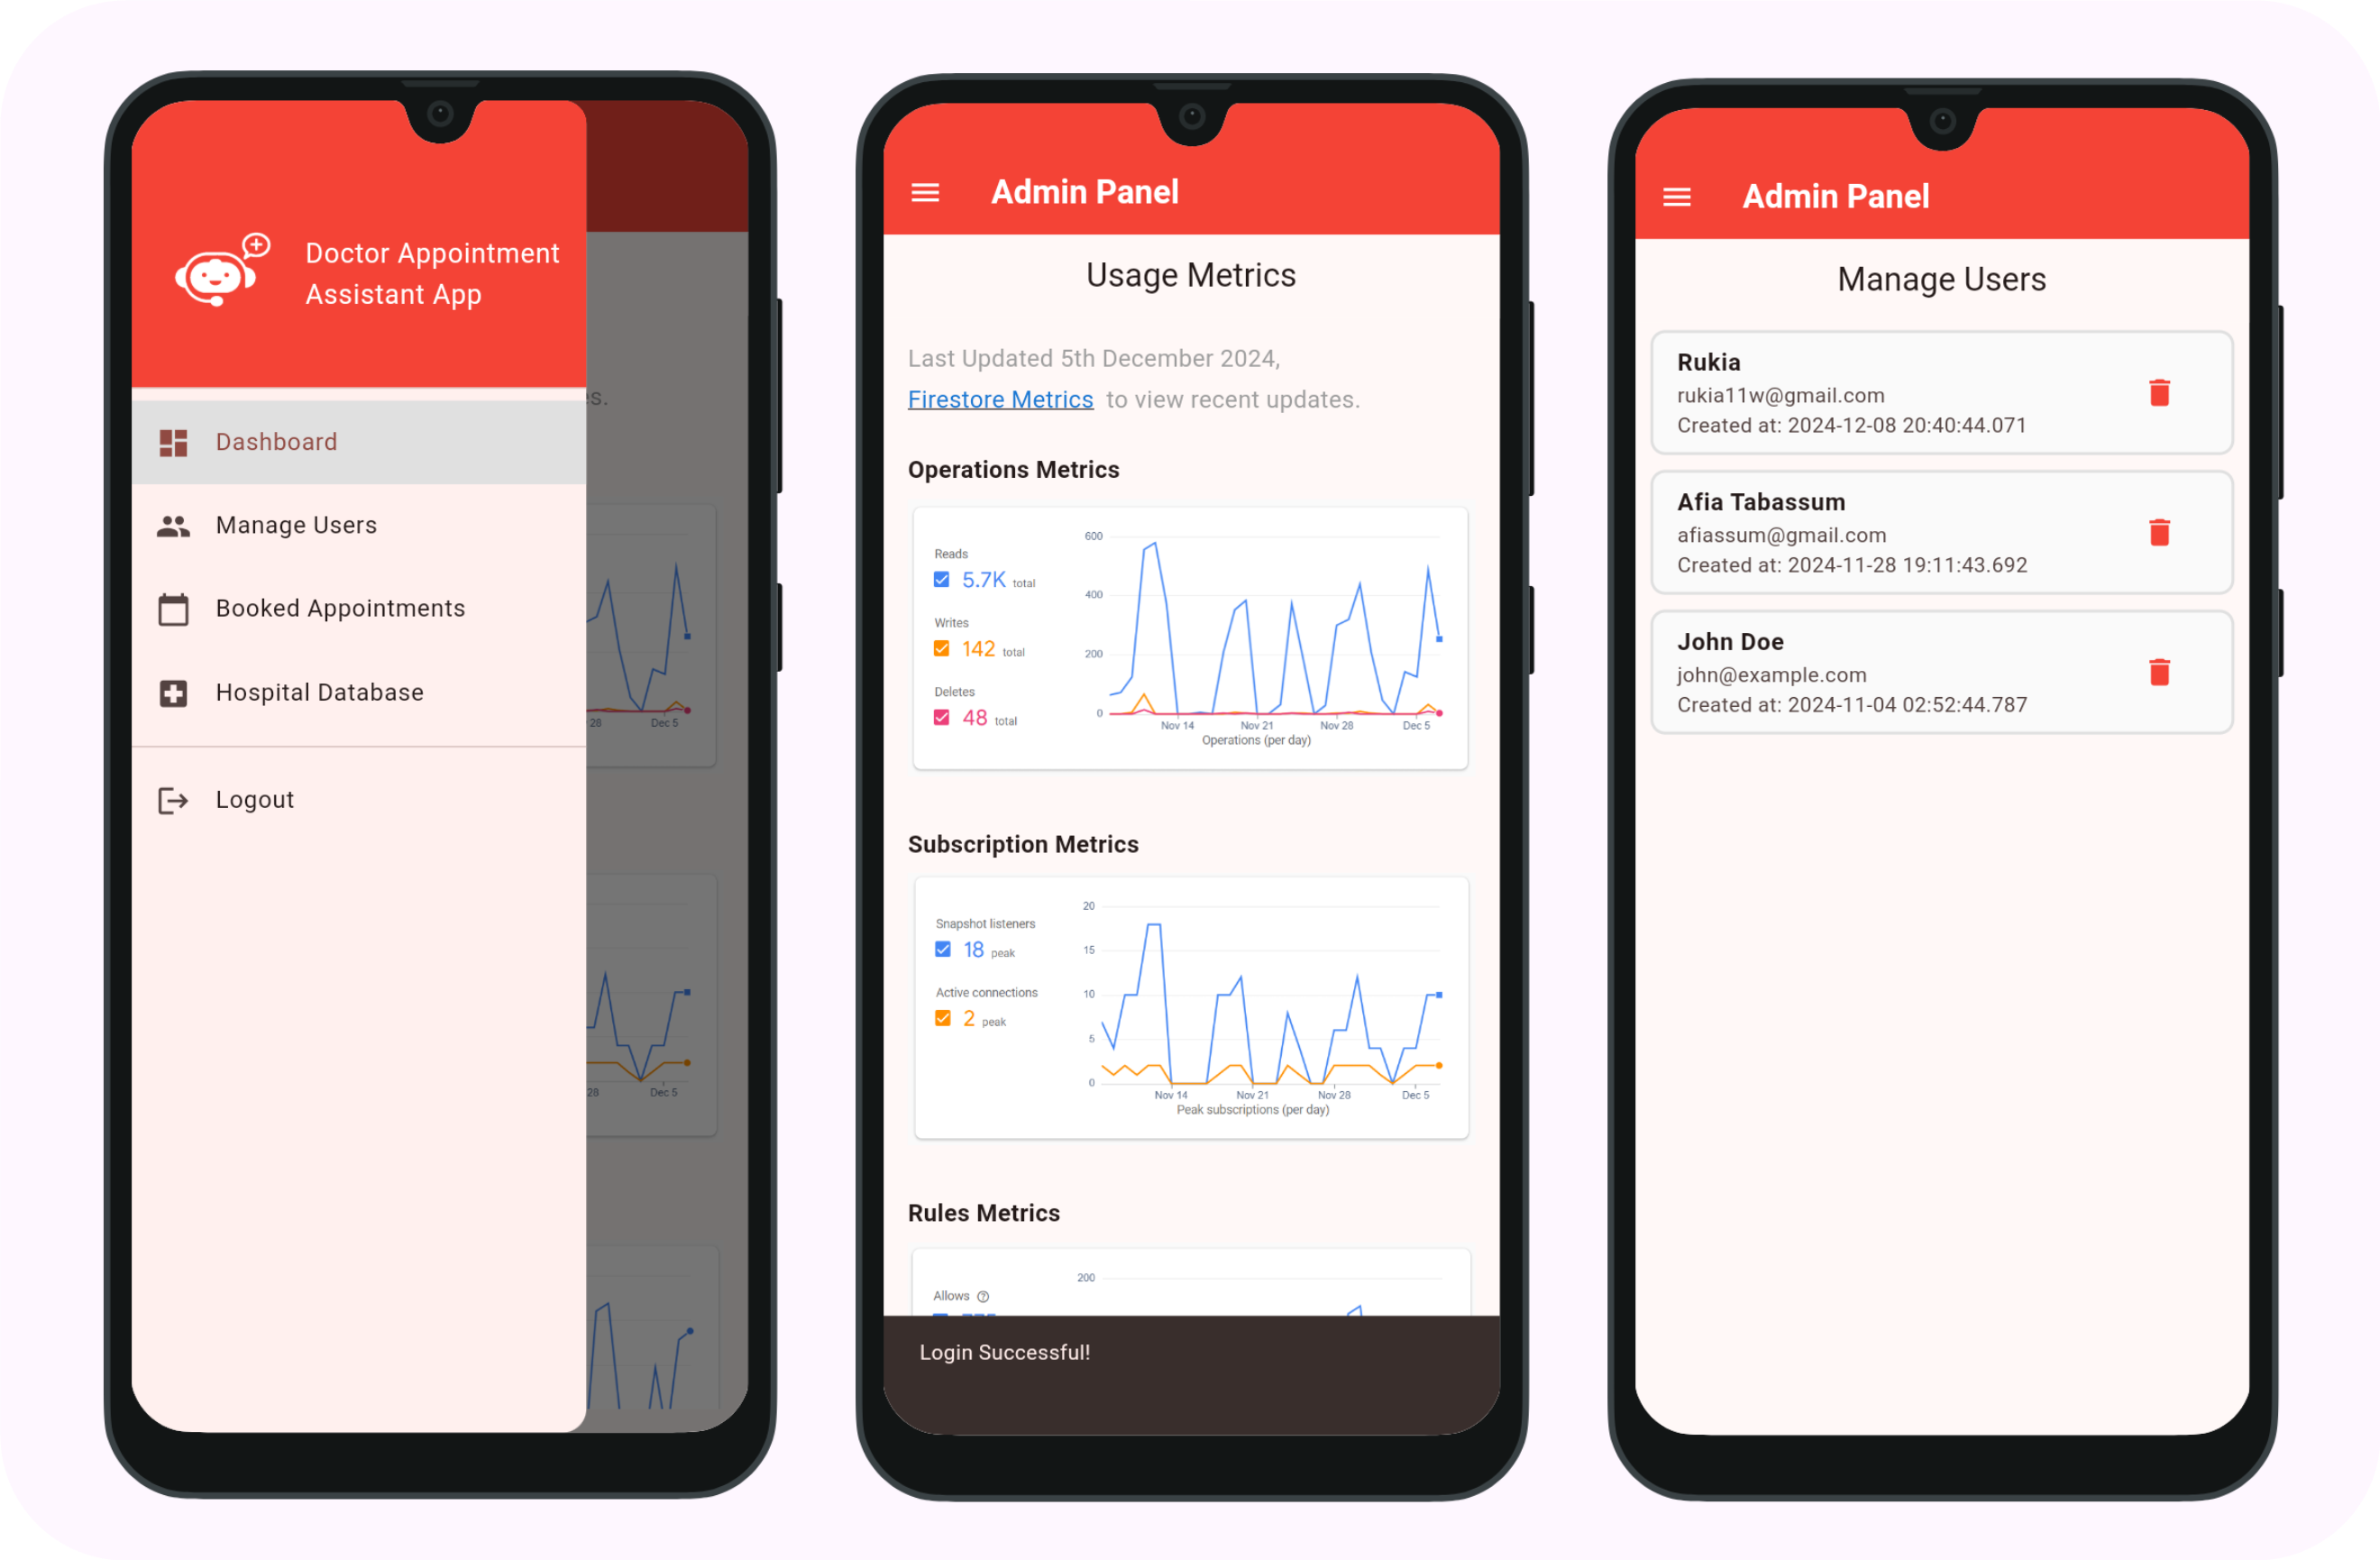 Doctor Appointment
Assistant App
Dashboard
Manage Users
Booked Appointments
Hospital Database
Logout
s.
28
Dec 5
28
Dec 5
Admin Panel
Usage Metrics
Last Updated 5th December 2024,
Firestore Metrics to view recent updates.
Operations Metrics
Reads
5.7K total
Writes
142 total
Deletes
48 total
600
400
200
0
Nov 14 Nov 21 Nov 28 Dec 5
Operations (per day)
Subscription Metrics
Snapshot listeners
18 peak
Active connections
2 peak
20
15
10
5
0
Nov 14 Nov 21 Nov 28 Dec 5
Peak subscriptions (per day)
Rules Metrics
Allows
200
Login Successful!
Admin Panel
Manage Users
Rukia
rukia11w@gmail.com
Created at: 2024-12-08 20:40:44.071
Afia Tabassum
afiassum@gmail.com
Created at: 2024-11-28 19:11:43.692
John Doe
john@example.com
Created at: 2024-11-04 02:52:44.787